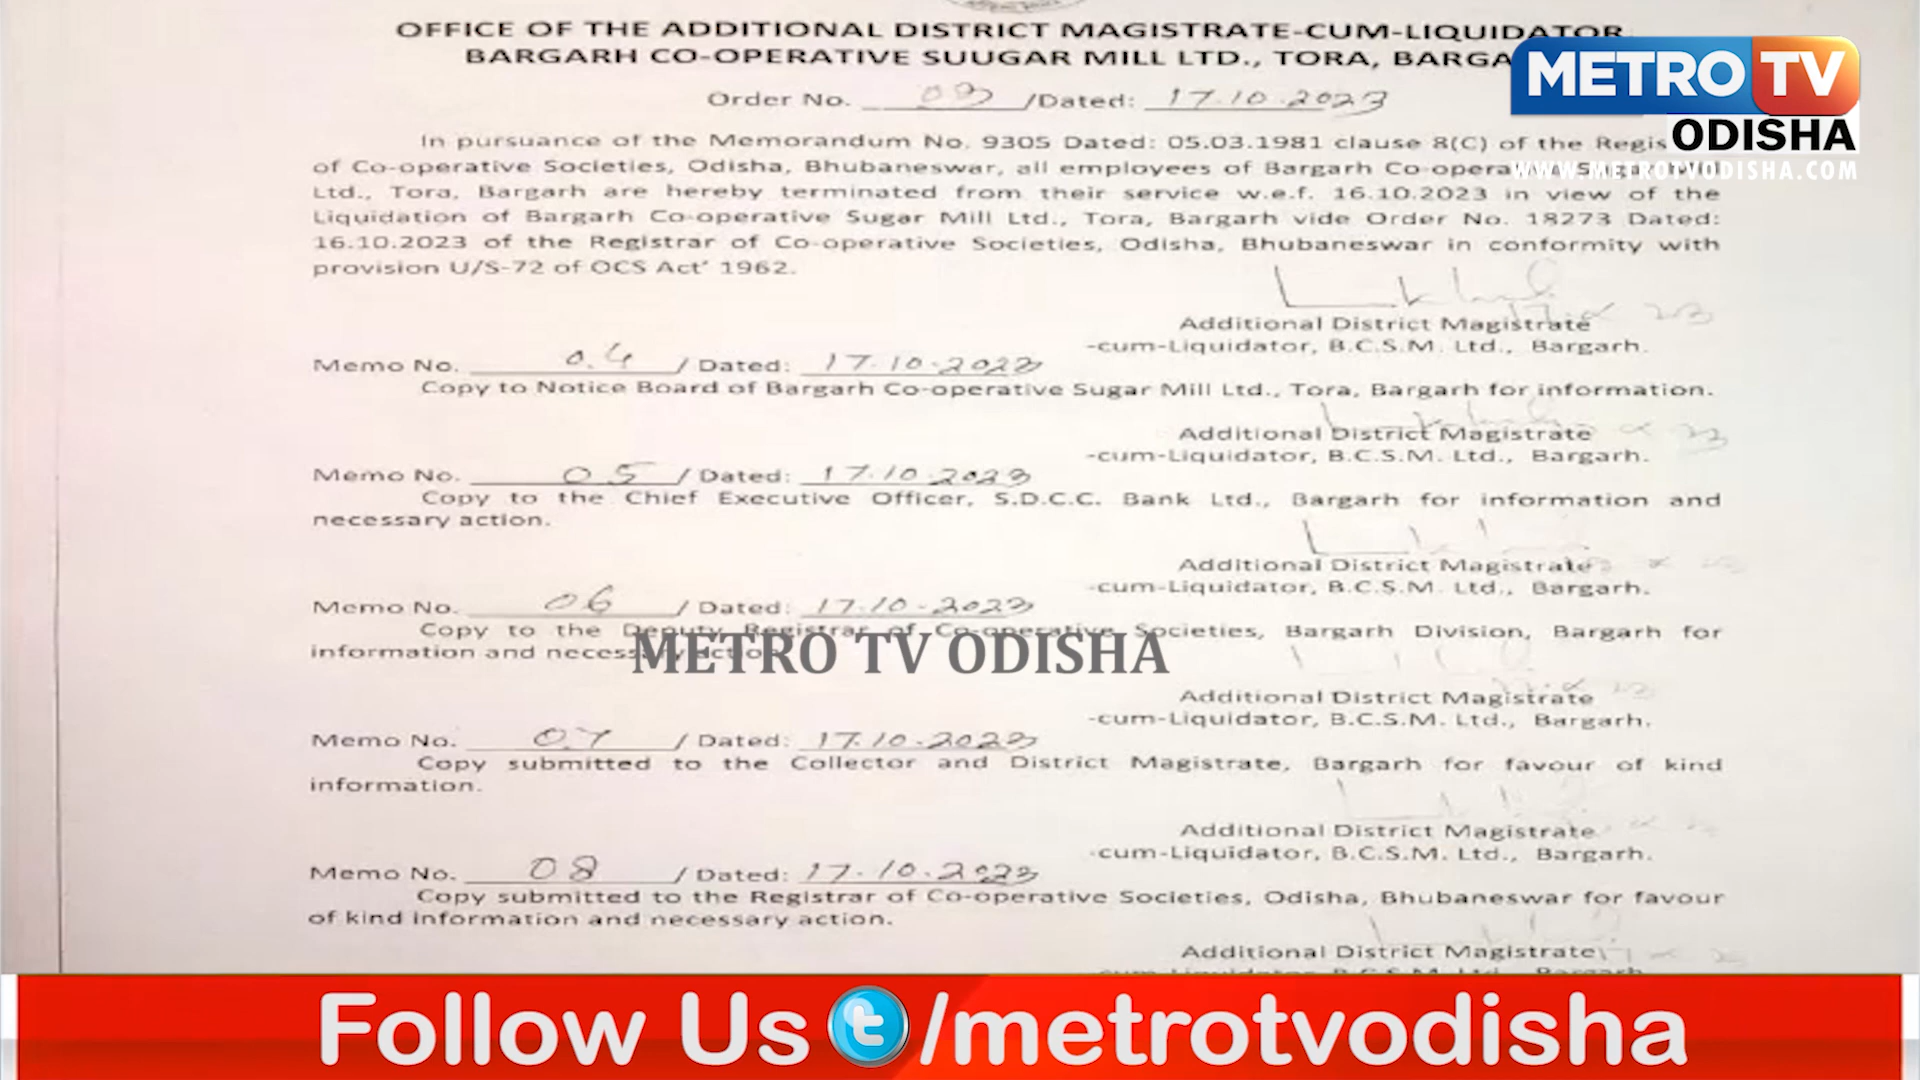 OFFICE OF THE ADDITIONAL DISTRICT MAGISTRATE-CUM-LIQUIDATOR
BARGARH CO-OPERATIVE SUUGAR MILL LTD., TORA, BARGA
METRO TV
ODISHA
WWW.METROTVODISHA.COM
Order No. 03 /Dated: 17.10.2023
In pursuance of the Memorandum No. 9305 Dated: 05.03.1981 clause 8(C) of the Regis
of Co-operative Societies, Odisha, Bhubaneswar, all employees of Bargarh Co-opera
Ltd., Tora, Bargarh are hereby terminated from their service w.e.f. 16.10.2023 in view of the
Liquidation of Bargarh Co-operative Sugar Mill Ltd., Tora, Bargarh vide Order No. 18273 Dated:
16.10.2023 of the Registrar of Co-operative Societies, Odisha, Bhubaneswar in conformity with
provision U/S-72 of OCS Act' 1962.
Additional District Magistrate
-cum-Liquidator, B.C.S.M. Ltd., Bargarh.
Memo No. 04 / Dated: 17.10.2023
Copy to Notice Board of Bargarh Co-operative Sugar Mill Ltd., Tora, Bargarh for information.
Additional District Magistrate
-cum-Liquidator, B.C.S.M. Ltd., Bargarh.
Memo No. 05 / Dated: 17.10.2023
Copy to the Chief Executive Officer, S.D.C.C. Bank Ltd., Bargarh for information and
necessary action.
Additional District Magistrate
-cum-Liquidator, B.C.S.M. Ltd., Bargarh.
Memo No. 06 / Dated: 17.10.2023
Copy to the Deputy Registrar of Co-operative Societies, Bargarh Division, Bargarh for
information and necessary action.
METRO TV ODISHA
Additional District Magistrate
-cum-Liquidator, B.C.S.M. Ltd., Bargarh.
Memo No. 07 / Dated: 17.10.2023
Copy submitted to the Collector and District Magistrate, Bargarh for favour of kind
information.
Additional District Magistrate
-cum-Liquidator, B.C.S.M. Ltd., Bargarh.
Memo No. 08 / Dated: 17.10.2023
Copy submitted to the Registrar of Co-operative Societies, Odisha, Bhubaneswar for favour
of kind information and necessary action.
Additional District Magistrate
-cum-Liquidator, B.C.S.M. Ltd., Bargarh
Follow Us /metrotvodisha